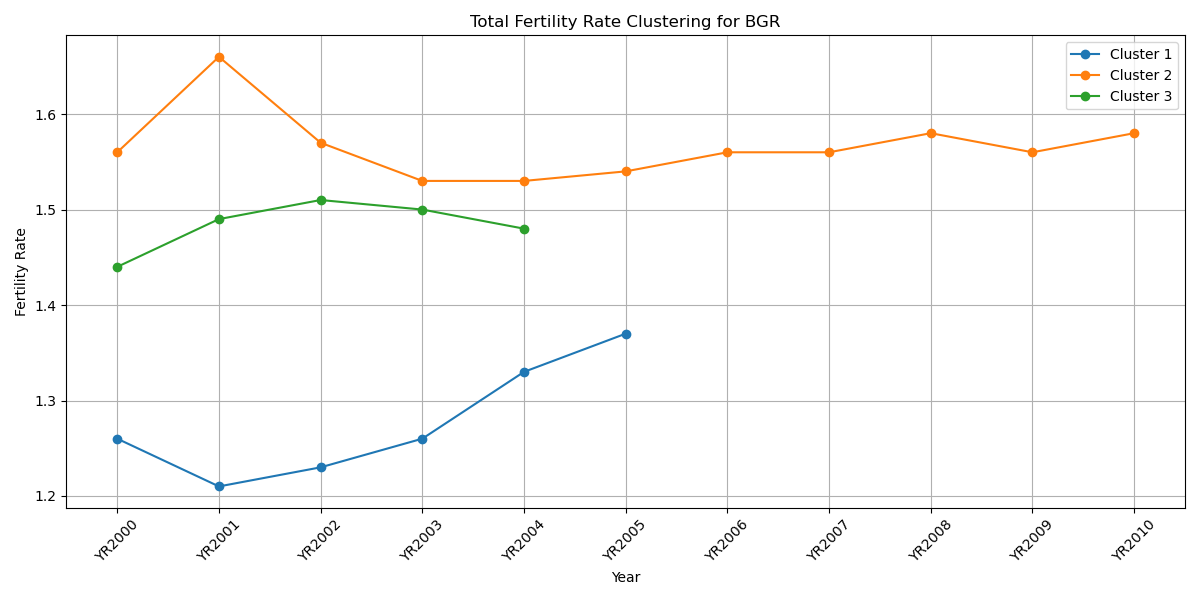 Total Fertility Rate Clustering for BGR
Cluster 1
Cluster 2
Cluster 3
Fertility Rate
1.6
1.5
1.4
1.3
1.2
YR2000
YR2001
YR2002
YR2003
YR2004
YR2005
YR2006
YR2007
YR2008
YR2009
YR2010
Year